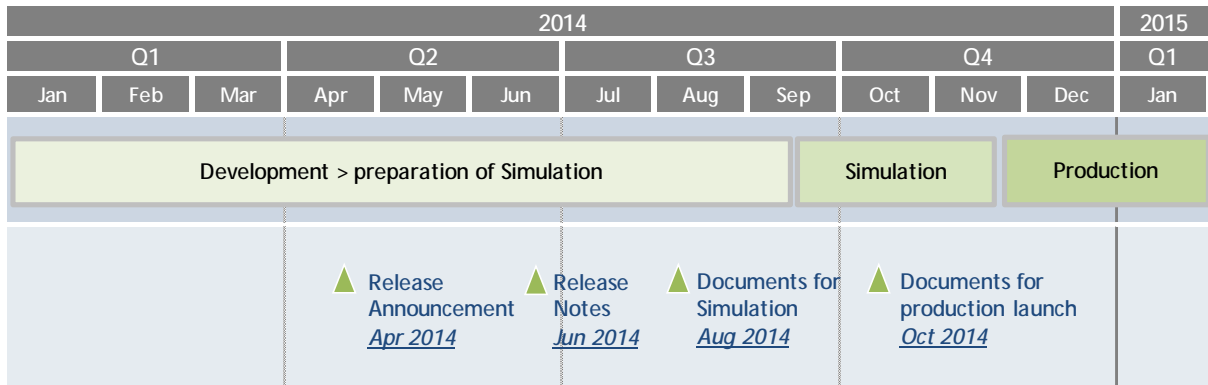 2014 2015
Q1 Q2 Q3 Q4 Q1
Jan Feb Mar Apr May Jun Jul Aug Sep Oct Nov Dec Jan
Development > preparation of Simulation Simulation Production
Release Announcement Apr 2014
Release Notes Jun 2014
Documents for Simulation Aug 2014
Documents for production launch Oct 2014